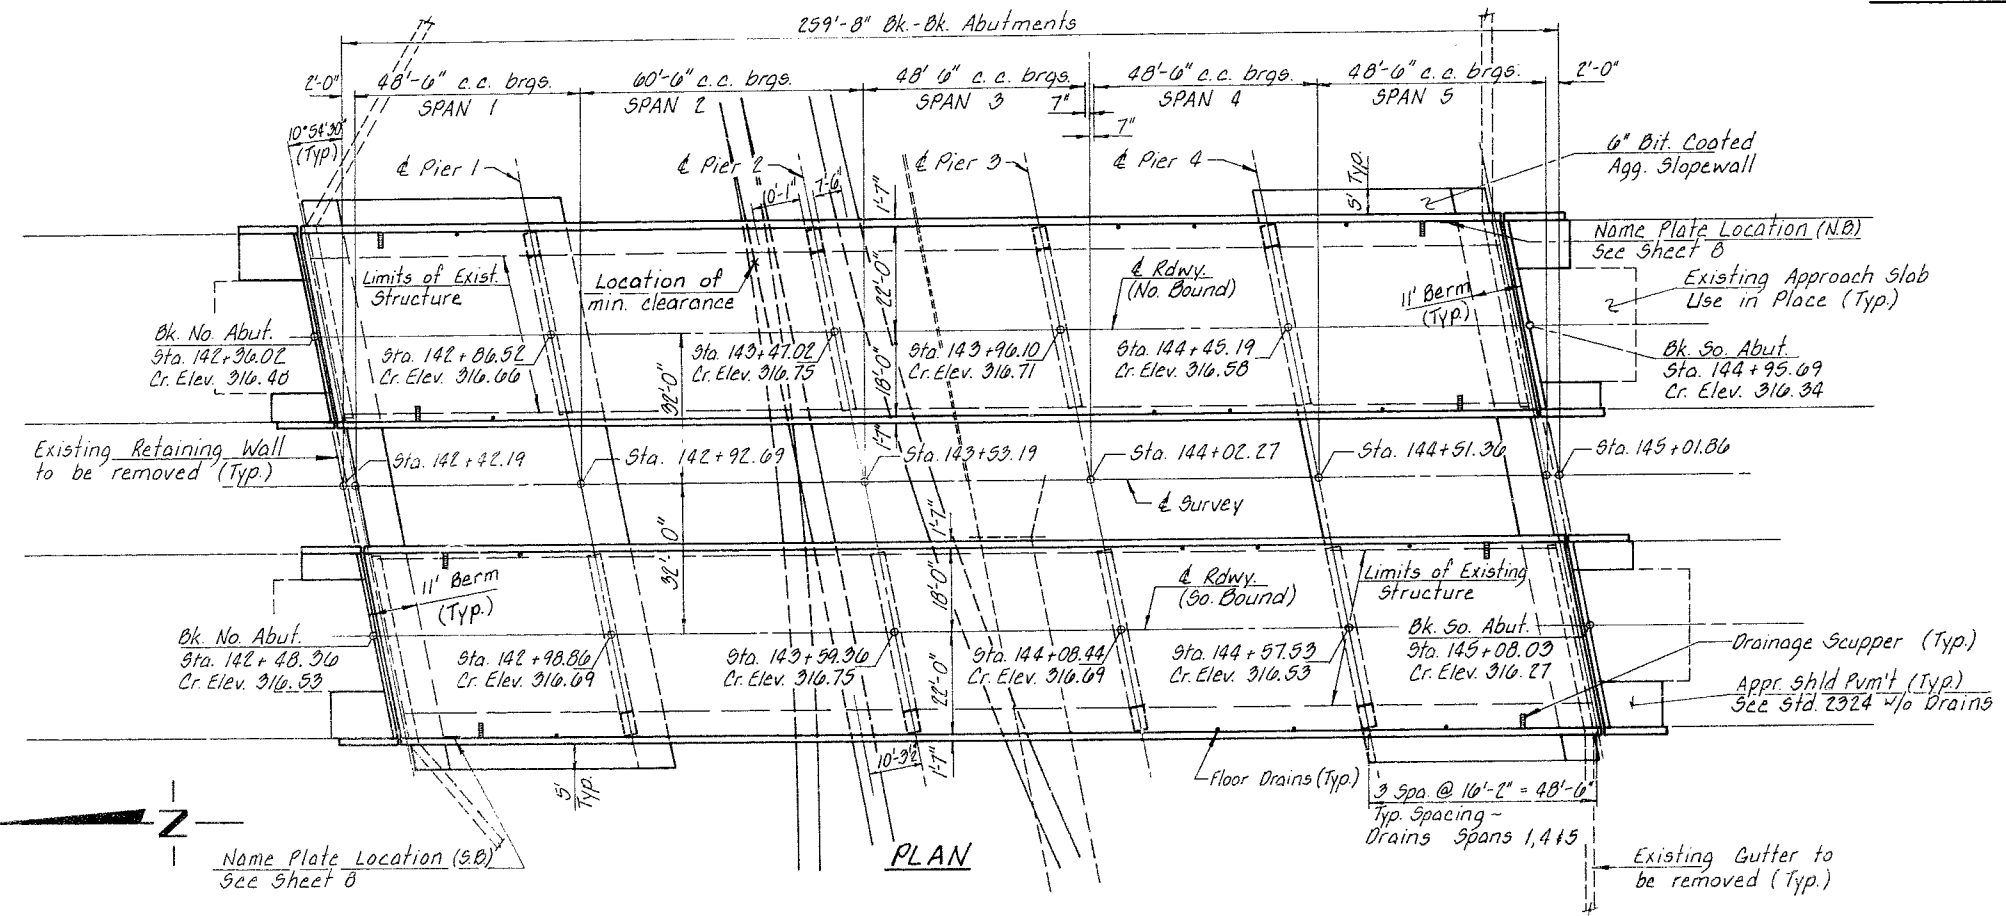 259'-8" Bk.-Bk. Abutments
2'-0"
48'-6" c.c. brgs.
SPAN 1
60'-6" c.c. brgs.
SPAN 2
48' 6" c.c. brgs.
SPAN 3
7"
7"
48'-6" c.c. brgs.
SPAN 4
48'-6" c.c. brgs.
SPAN 5
2'-0"
10°54'30"
(Typ.)
℄ Pier 1
℄ Pier 2
℄ Pier 3
℄ Pier 4
10'-1"
7'-6"
1'-7"
5' Typ.
6" Bit. Coated
Agg. Slopewall
Name Plate Location (N.B)
See Sheet 8
Limits of Exist.
Structure
Location of
min. clearance
22'-0"
℄ Rdwy.
(No. Bound)
11' Berm
(Typ.)
Existing Approach Slab
Use in Place (Typ.)
Bk. No. Abut.
Sta. 142+36.02
Cr. Elev. 316.40
Sta. 142+86.52
Cr. Elev. 316.66
32'-0"
Sta. 143+47.02
Cr. Elev. 316.75
18'-0"
Sta. 143+96.10
Cr. Elev. 316.71
Sta. 144+45.19
Cr. Elev. 316.58
Bk. So. Abut.
Sta. 144+95.69
Cr. Elev. 316.34
1'-7"
Existing Retaining Wall
to be removed (Typ.)
Sta. 142+42.19
Sta. 142+92.69
Sta. 143+53.19
Sta. 144+02.27
Sta. 144+51.36
Sta. 145+01.86
℄ Survey
32'-0"
1'-7"
11' Berm
(Typ.)
18'-0"
℄ Rdwy.
(So. Bound)
Limits of Existing
Structure
Bk. No. Abut.
Sta. 142+48.36
Cr. Elev. 316.53
Sta. 142+98.86
Cr. Elev. 316.69
Sta. 143+59.36
Cr. Elev. 316.75
Sta. 144+08.44
Cr. Elev. 316.69
Sta. 144+57.53
Cr. Elev. 316.53
Bk. So. Abut.
Sta. 145+08.03
Cr. Elev. 316.27
Drainage Scupper (Typ.)
22'-0"
Appr. Shld Pvm't (Typ.)
See Std. 2324 w/o Drains
10'-3½"
1'-7"
5'
Typ.
Floor Drains (Typ.)
3 Spa. @ 16'-2" = 48'-6"
Typ. Spacing ~
Drains Spans 1,4 & 5
N
Name Plate Location (S.B)
See Sheet 8
PLAN
Existing Gutter to
be removed (Typ.)